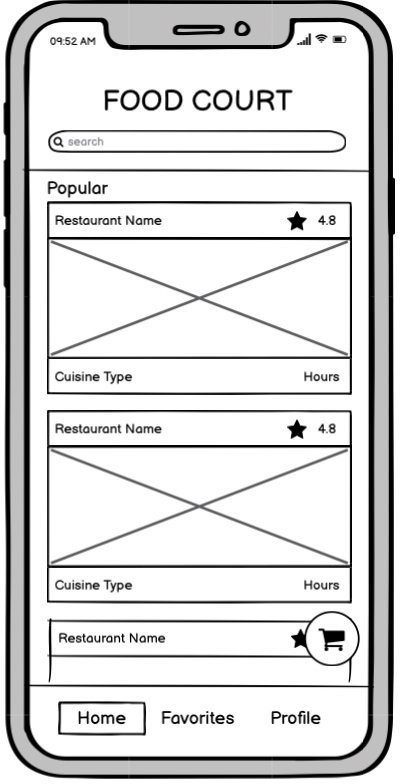 09:52 AM
FOOD COURT
search
Popular
Restaurant Name 4.8
Cuisine Type Hours
Restaurant Name 4.8
Cuisine Type Hours
Restaurant Name
Home Favorites Profile